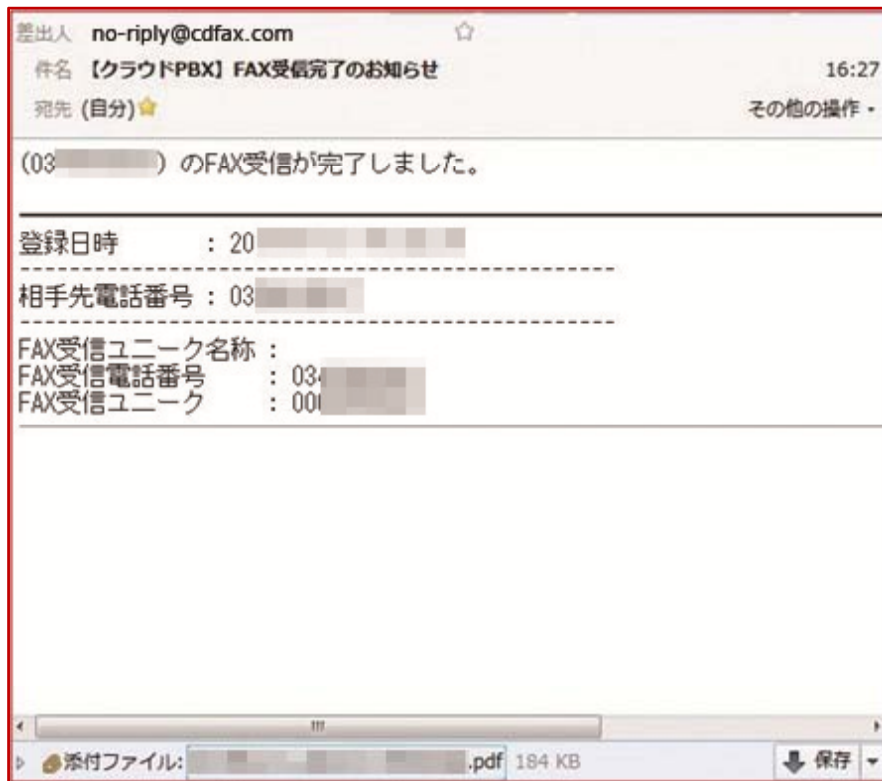 差出人 no-riply@cdfax.com
件名 【クラウドPBX】FAX受信完了のお知らせ 16:27
宛先 (自分) その他の操作
(03 ) のFAX受信が完了しました。
登録日時 : 20
相手先電話番号 : 03
FAX受信ユニーク名称 :
FAX受信電話番号 : 034
FAX受信ユニーク : 000
添付ファイル: .pdf 184 KB 保存